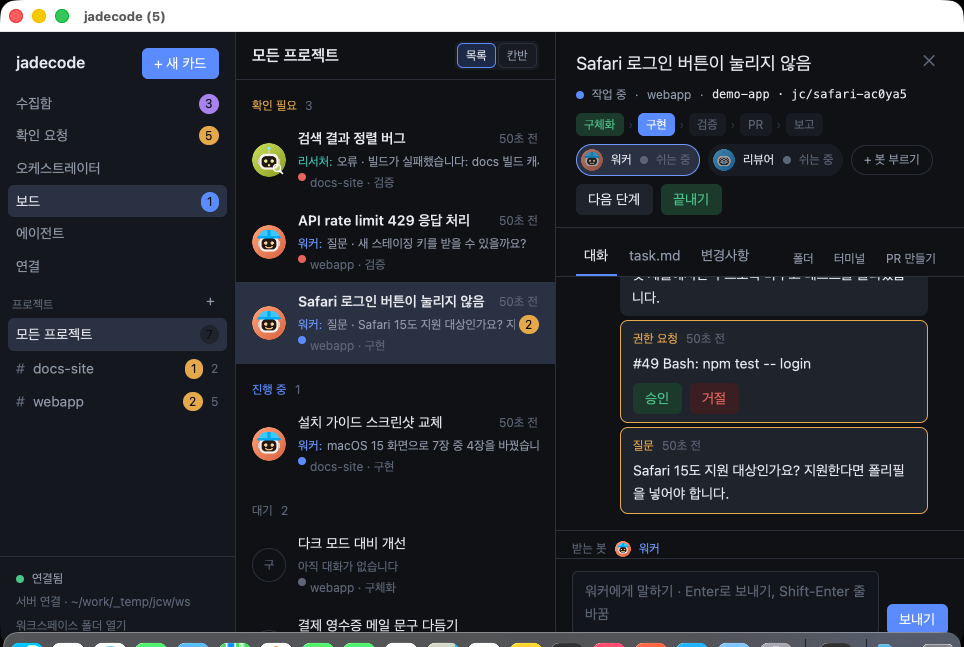 jadecode (5)
jadecode
+ 새 카드
수집함 3
확인 요청 5
오케스트레이터
보드 1
에이전트
연결
프로젝트 +
모든 프로젝트 7
# docs-site 1 2
# webapp 2 5
연결됨
서버 연결 · ~/work/_temp/jcw/ws
워크스페이스 폴더 열기
모든 프로젝트
목록 칸반
확인 필요 3
검색 결과 정렬 버그 50초 전
리서처: 오류 · 빌드가 실패했습니다: docs 빌드 캐
docs-site · 검증
API rate limit 429 응답 처리 50초 전
워커: 질문 · 새 스테이징 키를 받을 수 있을까요?
webapp · 검증
Safari 로그인 버튼이 눌리지 않음 50초 전
워커: 질문 · Safari 15도 지원 대상인가요? 지 2
webapp · 구현
진행 중 1
설치 가이드 스크린샷 교체 50초 전
워커: macOS 15 화면으로 7장 중 4장을 바꿨습니
docs-site · 구현
대기 2
구
다크 모드 대비 개선
아직 대화가 없습니다
webapp · 구체화
결제 영수증 메일 문구 다듬기
Safari 로그인 버튼이 눌리지 않음
작업 중 · webapp · demo-app · jc/safari-ac0ya5
구체화 › 구현 › 검증 › PR › 보고
워커 쉬는 중 리뷰어 쉬는 중 + 봇 부르기
다음 단계 끝내기
대화 task.md 변경사항 폴더 터미널 PR 만들기
니다.
권한 요청 50초 전
#49 Bash: npm test -- login
승인 거절
질문 50초 전
Safari 15도 지원 대상인가요? 지원한다면 폴리필
을 넣어야 합니다.
받는 봇 워커
워커에게 말하기 · Enter로 보내기, Shift-Enter 줄
바꿈
보내기